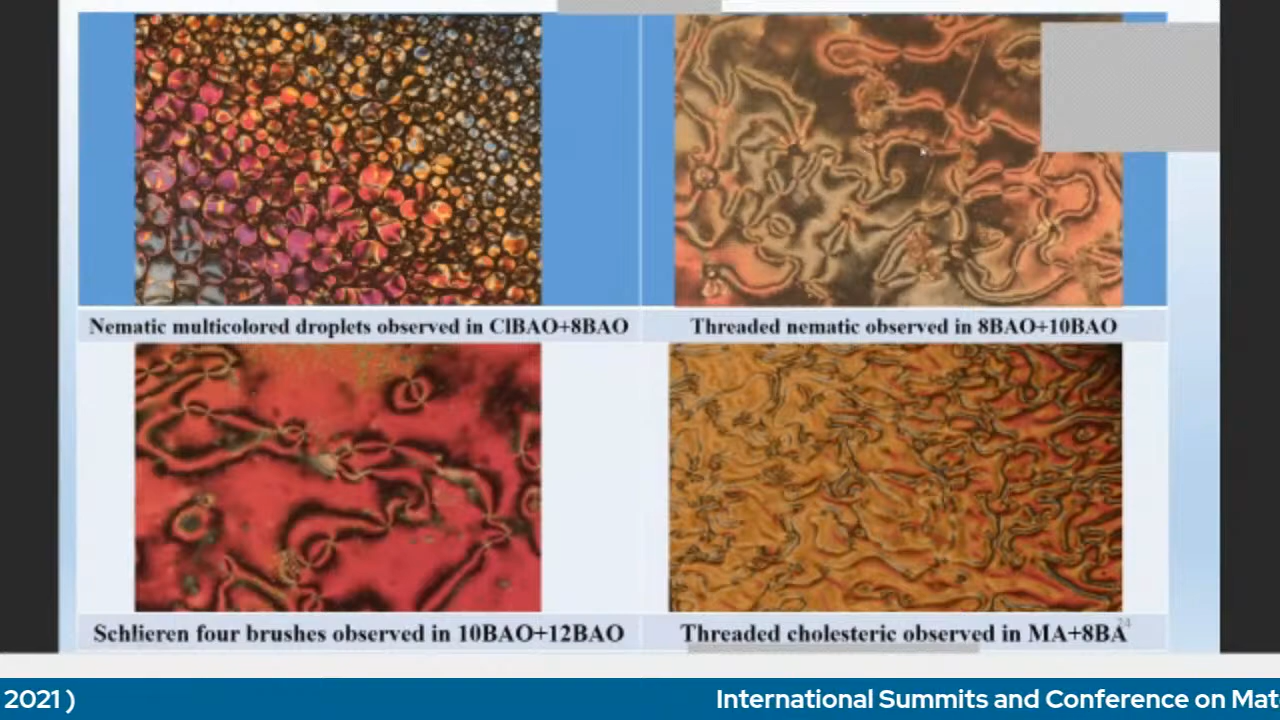 Nematic multicolored droplets observed in ClBAO+8BAO
Threaded nematic observed in 8BAO+10BAO
Schlieren four brushes observed in 10BAO+12BAO
Threaded cholesteric observed in MA+8BA
24
2021 )
International Summits and Conference on Mat